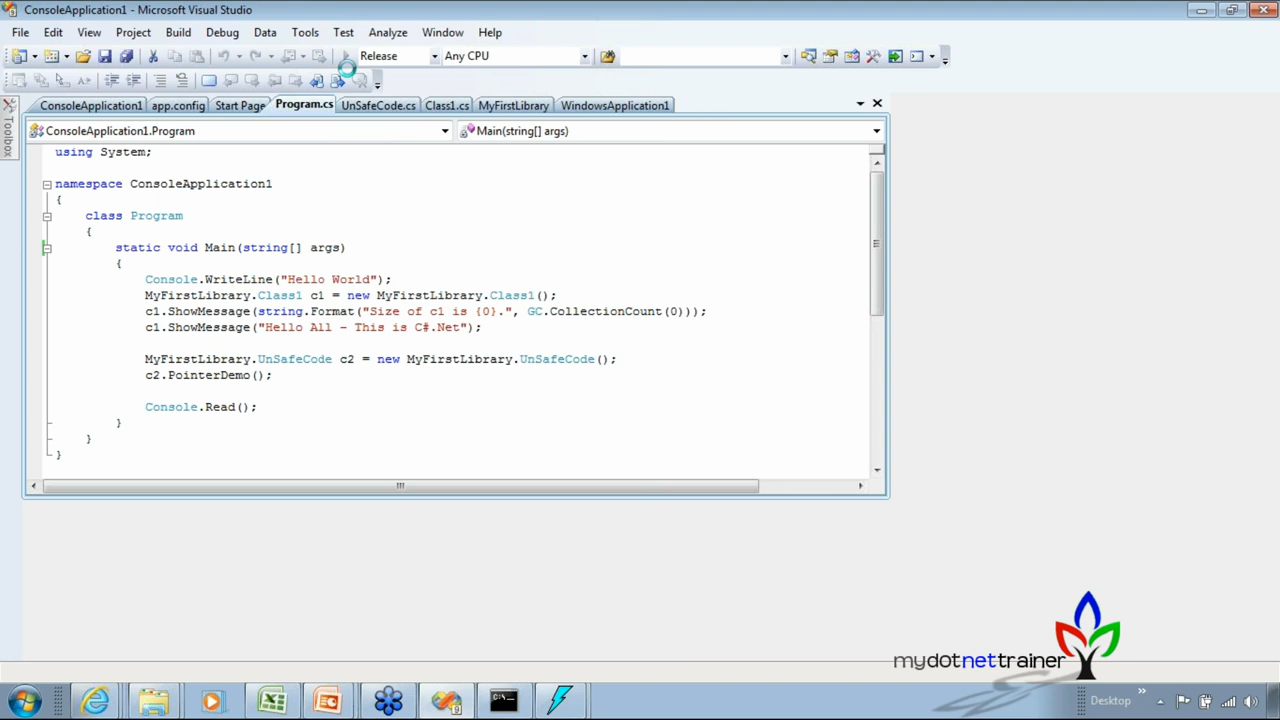 ConsoleApplication1 - Microsoft Visual Studio
File Edit View Project Build Debug Data Tools Test Analyze Window Help
Release Any CPU
ConsoleApplication1 app.config Start Page Program.cs UnSafeCode.cs Class1.cs MyFirstLibrary WindowsApplication1
Toolbox
ConsoleApplication1.Program Main(string[] args)
using System;
namespace ConsoleApplication1
{
class Program
{
static void Main(string[] args)
{
Console.WriteLine("Hello World");
MyFirstLibrary.Class1 c1 = new MyFirstLibrary.Class1();
c1.ShowMessage(string.Format("Size of c1 is {0}.", GC.CollectionCount(0)));
c1.ShowMessage("Hello All - This is C#.Net");
MyFirstLibrary.UnSafeCode c2 = new MyFirstLibrary.UnSafeCode();
c2.PointerDemo();
Console.Read();
}
}
}
mydotnettrainer
Desktop